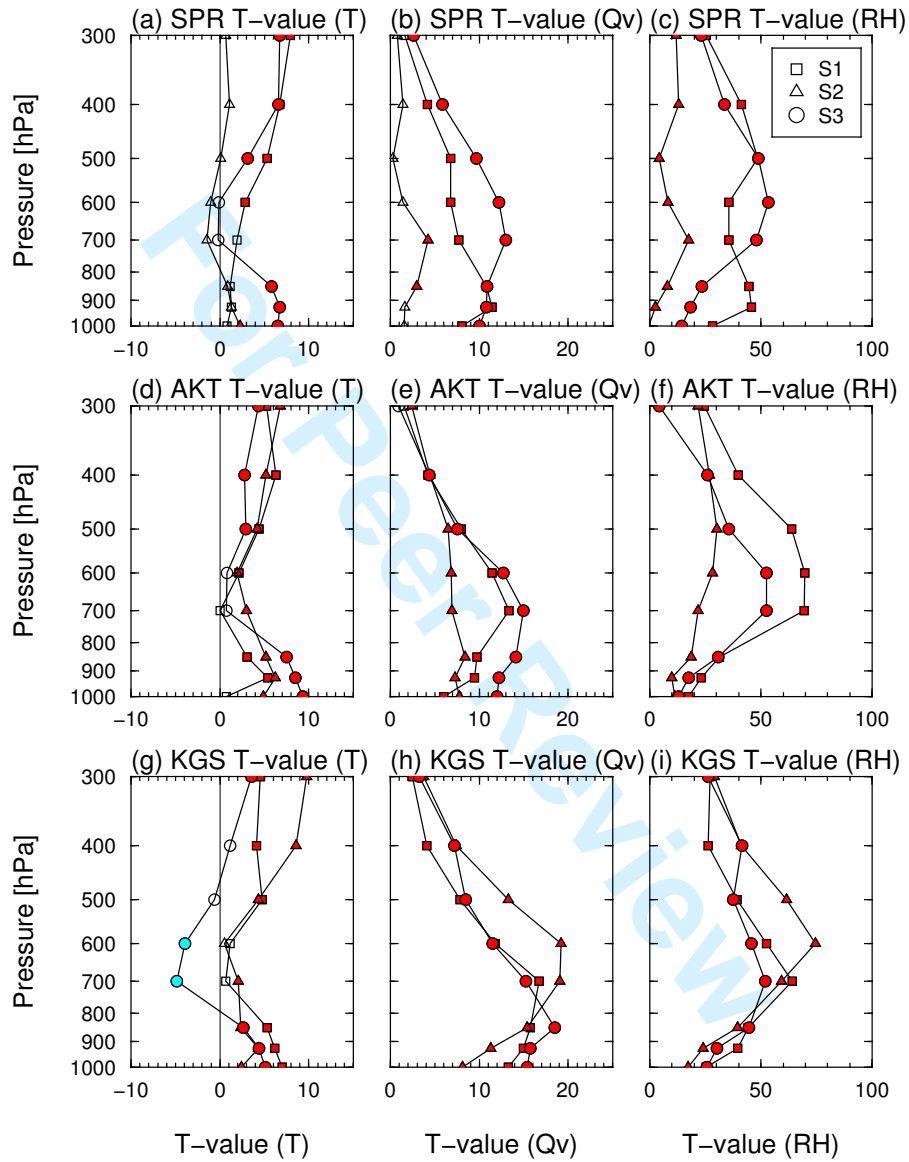 (a) SPR T-value (T) (b) SPR T-value (Qv) (c) SPR T-value (RH)
300
400
500
600
700
800
900
1000
Pressure [hPa]
S1
S2
S3
−10 0 10 0 10 20 0 50 100
(d) AKT T-value (T) (e) AKT T-value (Qv) (f) AKT T-value (RH)
300
400
500
600
700
800
900
1000
Pressure [hPa]
−10 0 10 0 10 20 0 50 100
(g) KGS T-value (T) (h) KGS T-value (Qv) (i) KGS T-value (RH)
300
400
500
600
700
800
900
1000
Pressure [hPa]
−10 0 10 0 10 20 0 50 100
T-value (T) T-value (Qv) T-value (RH)
For Peer Review